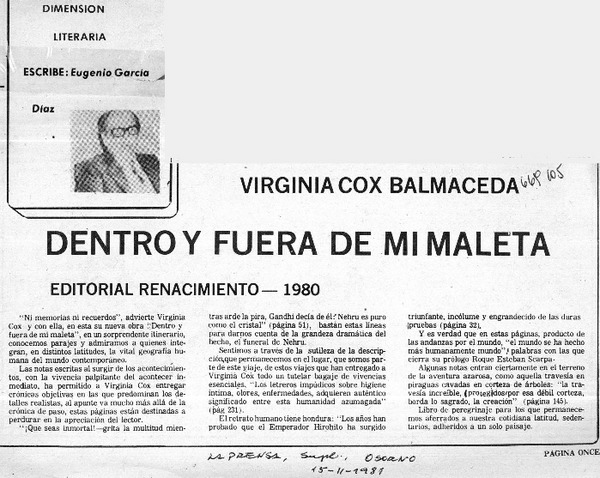 DIMENSION
LITERARIA
ESCRIBE: Eugenio García
Díaz
VIRGINIA COX BALMACEDA
669 105
DENTRO Y FUERA DE MI MALETA
EDITORIAL RENACIMIENTO — 1980
"Ni memorias ni recuerdos", advierte Virginia
Cox y con ella, en esta su nueva obra "Dentro y
fuera de mi maleta", en un sorprendente itinerario,
conocemos parajes y admiramos a quienes inte-
gran, en distintos latitudes, la vital geografía hu-
mana del mundo contemporáneo.
Las notas escritas al surgir de los acontecimien-
tos, con la vivencia palpitante del acontecer in-
mediato, ha permitido a Virginia Cox entregar
crónicas objetivas en las que predominan los de-
talles realistas, al apunte va mucho más allá de la
crónica de paso, estas páginas están destinadas a
perdurar en la apreciación del lector.
"¡Que seas inmortal!—grita la multitud mien-
tras arde la pira, Gandhi decía de él: Nehru es puro
como el cristal" (página 51), bastan estas líneas
para darnos cuenta de la grandeza dramática del
hecho, el funeral de Nehru.
Sentimos a través de la sutileza de la descrip-
ción, que permanecemos en el lugar, que somos par-
te de este viaje, de estos viajes que han entregado a
Virginia Cox todo un tutelar bagaje de vivencias
esenciales. "Los letreros impúdicos sobre higiene
íntima, olores, enfermedades, adquieren auténtico
significado entre esta humanidad azumagada"
(pág 231).
El retrato humano tiene hondura: "Los años han
probado que el Emperador Hirohito ha surgido
triunfante, incólume y engrandecido de las duras
pruebas (página 32).
Y es verdad que en estas páginas, producto de
las andanzas por el mundo, "el mundo se ha hecho
más humanamente mundo", palabras con las que
cierra su prólogo Roque Esteban Scarpa.
Algunas notas entran ciertamente en el terreno
de la aventura azarosa, como aquella travesía en
piraguas cavadas en corteza de árboles: "la tra-
vesía increíble, protegidos por esa débil corteza,
borda lo sagrado, la creación" (página 145).
Libro de peregrinaje para los que permanece-
mos aferrados a nuestra cotidiana latitud, seden-
tarios, adheridos a un solo paisaje.
LA PRENSA, Supl., OSORNO
15-11-1981
PAGINA ONCE